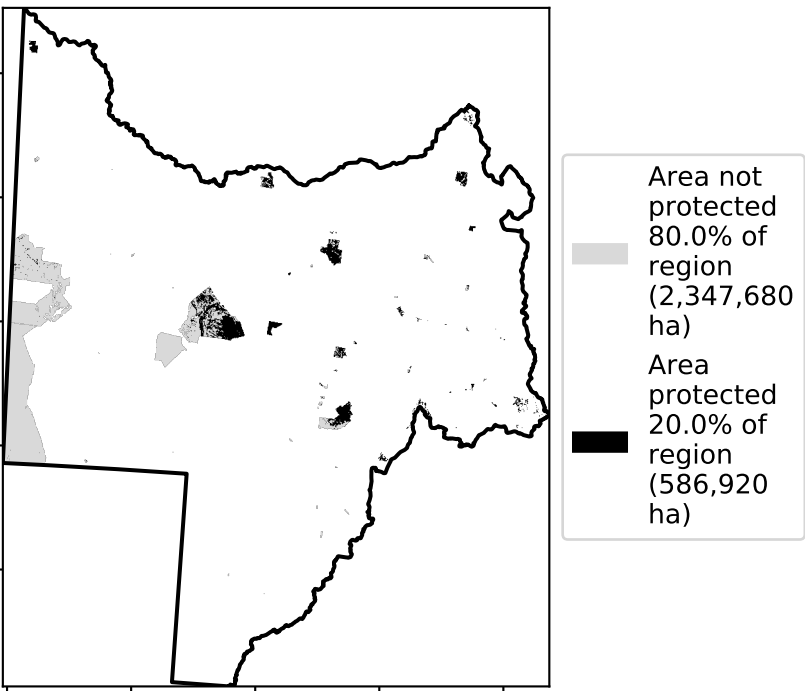 Area not
protected
80.0% of
region
(2,347,680
ha)
Area
protected
20.0% of
region
(586,920
ha)